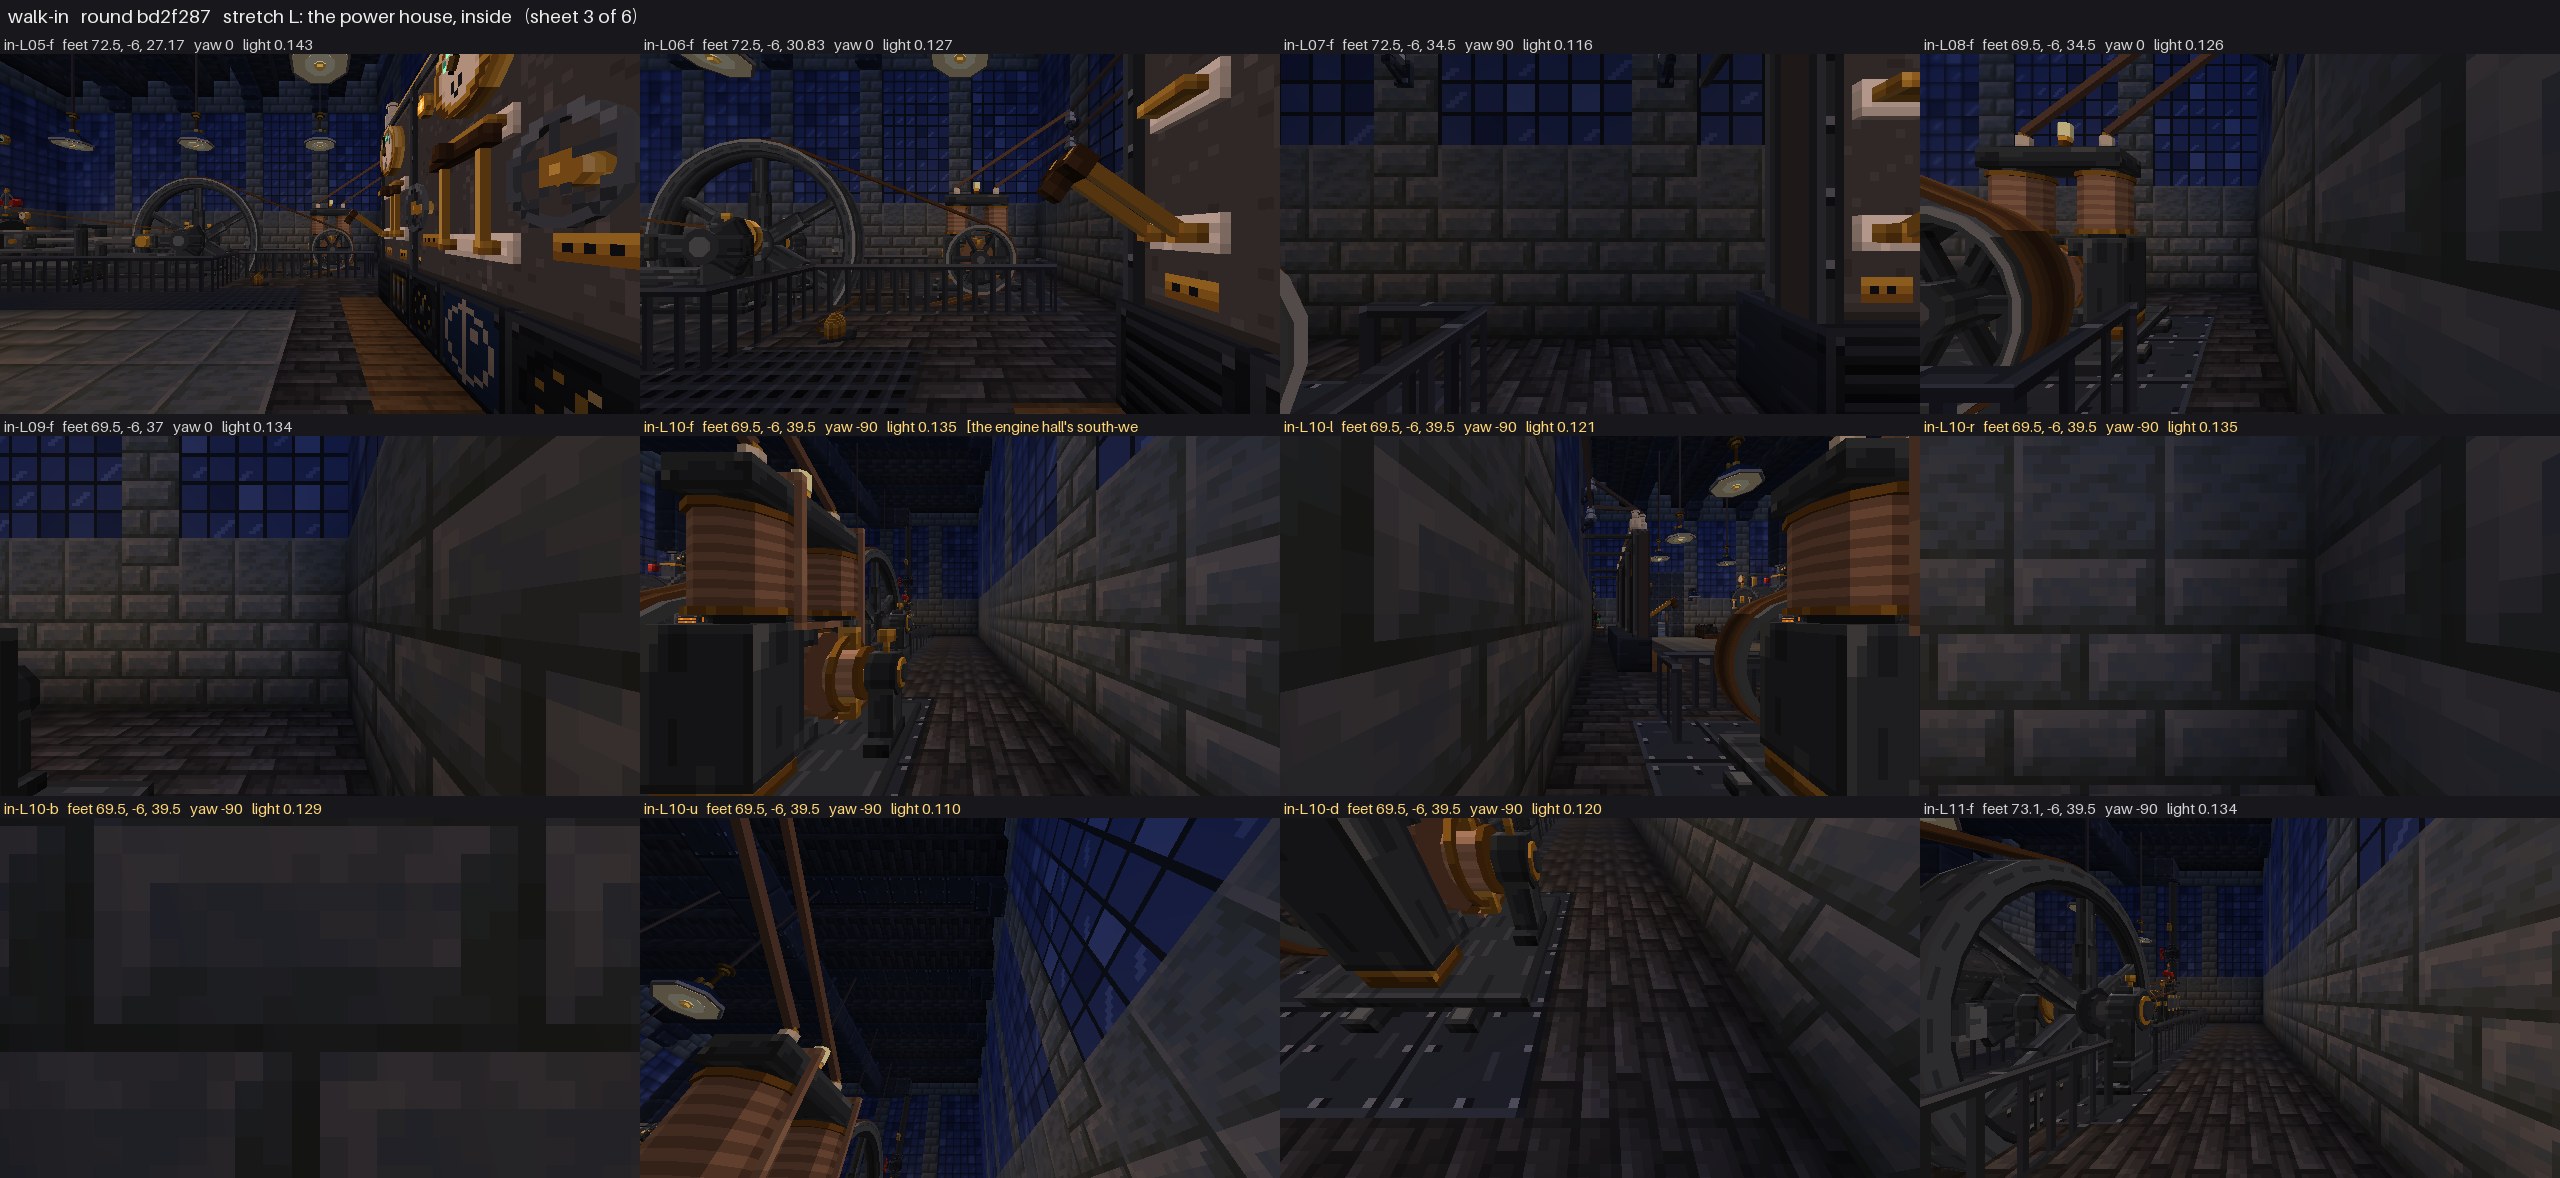 walk-in round bd2f287 stretch L: the power house, inside (sheet 3 of 6)
in-L05-f feet 72.5, -6, 27.17 yaw 0 light 0.143
in-L06-f feet 72.5, -6, 30.83 yaw 0 light 0.127
in-L07-f feet 72.5, -6, 34.5 yaw 90 light 0.116
in-L08-f feet 69.5, -6, 34.5 yaw 0 light 0.126
in-L09-f feet 69.5, -6, 37 yaw 0 light 0.134
in-L10-f feet 69.5, -6, 39.5 yaw -90 light 0.135 [the engine hall's south-we
in-L10-l feet 69.5, -6, 39.5 yaw -90 light 0.121
in-L10-r feet 69.5, -6, 39.5 yaw -90 light 0.135
in-L10-b feet 69.5, -6, 39.5 yaw -90 light 0.129
in-L10-u feet 69.5, -6, 39.5 yaw -90 light 0.110
in-L10-d feet 69.5, -6, 39.5 yaw -90 light 0.120
in-L11-f feet 73.1, -6, 39.5 yaw -90 light 0.134